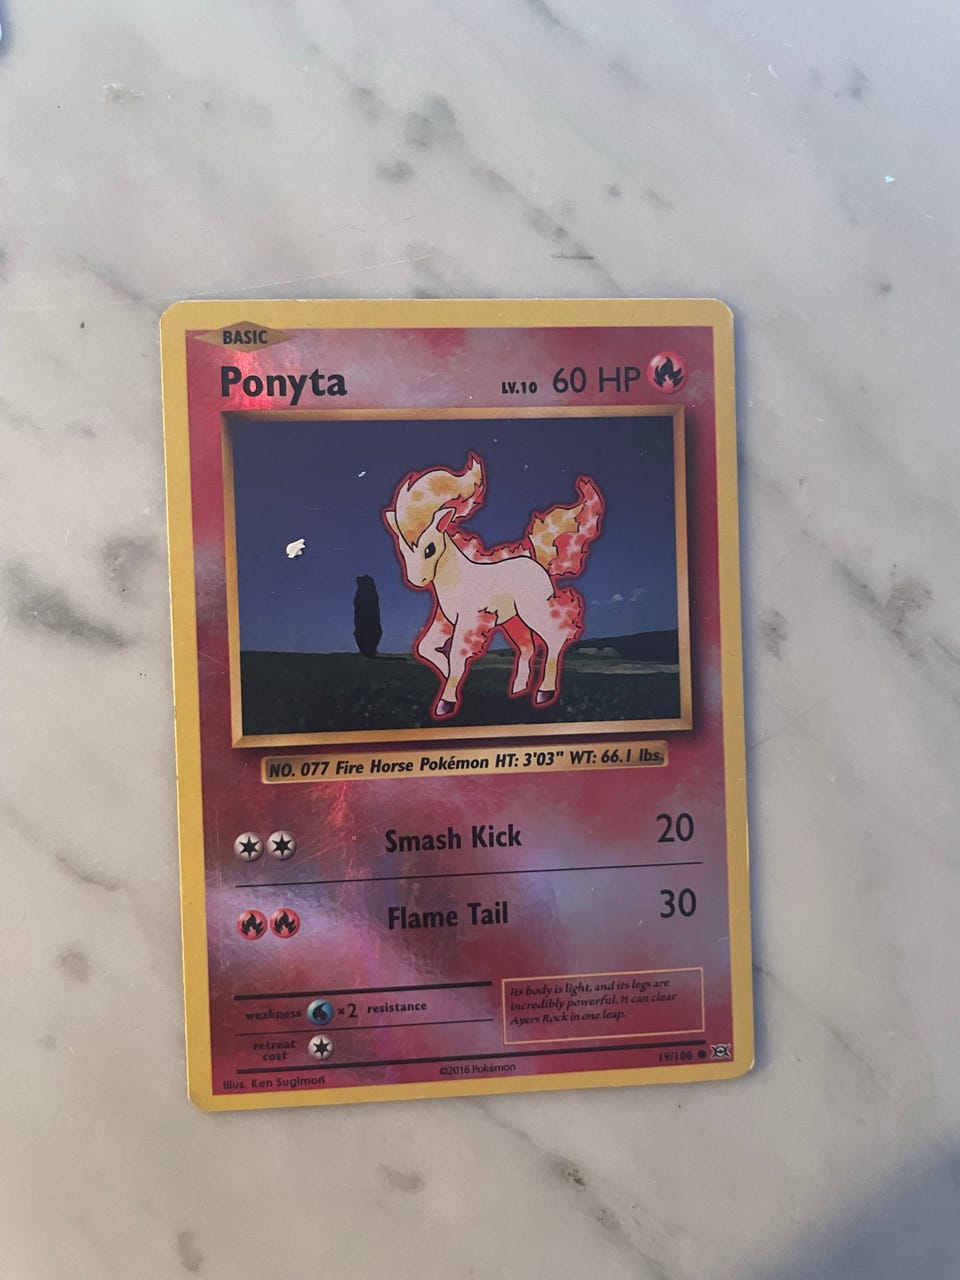 BASIC
Ponyta LV.10 60 HP
NO. 077 Fire Horse Pokémon HT: 3'03" WT: 66.1 lbs.
Smash Kick 20
Flame Tail 30
weakness ×2 resistance
retreat
cost
Its body is light, and its legs are
incredibly powerful. It can clear
Ayers Rock in one leap.
Illus. Ken Sugimori
©2016 Pokémon
19/108